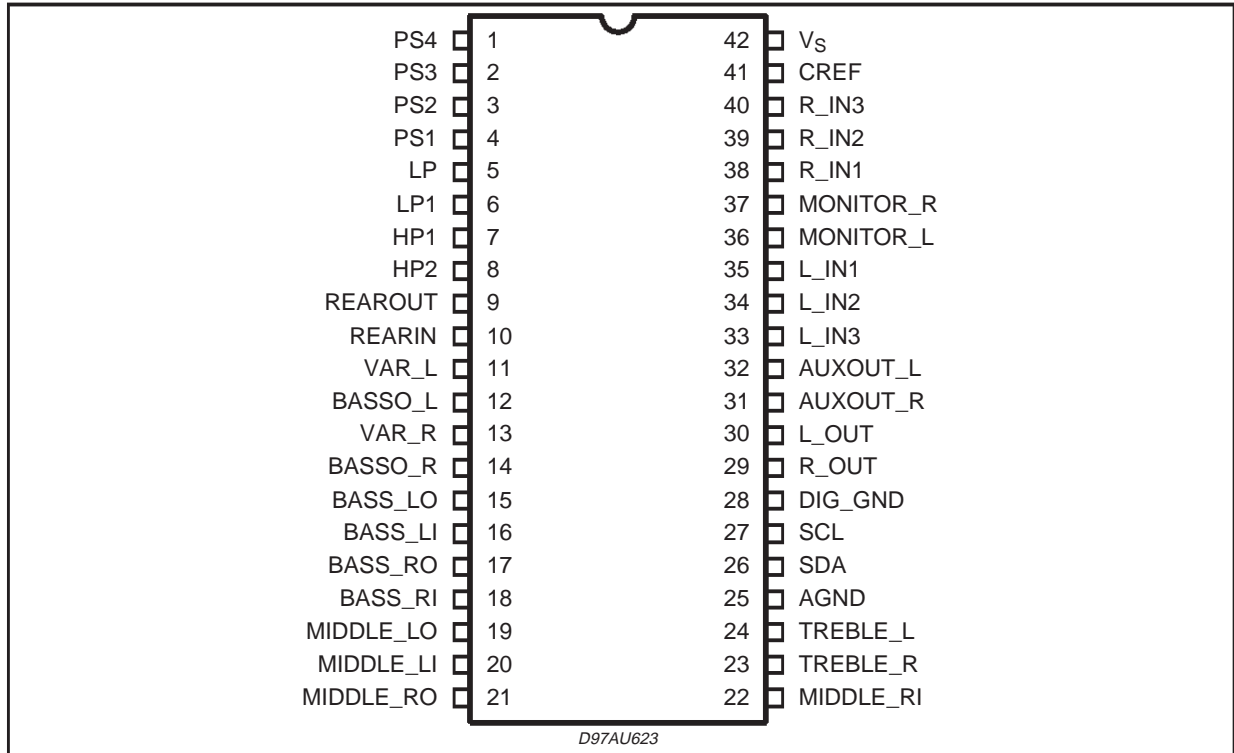 PS4 1 42 VS
PS3 2 41 CREF
PS2 3 40 R_IN3
PS1 4 39 R_IN2
LP 5 38 R_IN1
LP1 6 37 MONITOR_R
HP1 7 36 MONITOR_L
HP2 8 35 L_IN1
REAROUT 9 34 L_IN2
REARIN 10 33 L_IN3
VAR_L 11 32 AUXOUT_L
BASSO_L 12 31 AUXOUT_R
VAR_R 13 30 L_OUT
BASSO_R 14 29 R_OUT
BASS_LO 15 28 DIG_GND
BASS_LI 16 27 SCL
BASS_RO 17 26 SDA
BASS_RI 18 25 AGND
MIDDLE_LO 19 24 TREBLE_L
MIDDLE_LI 20 23 TREBLE_R
MIDDLE_RO 21 22 MIDDLE_RI
D97AU623